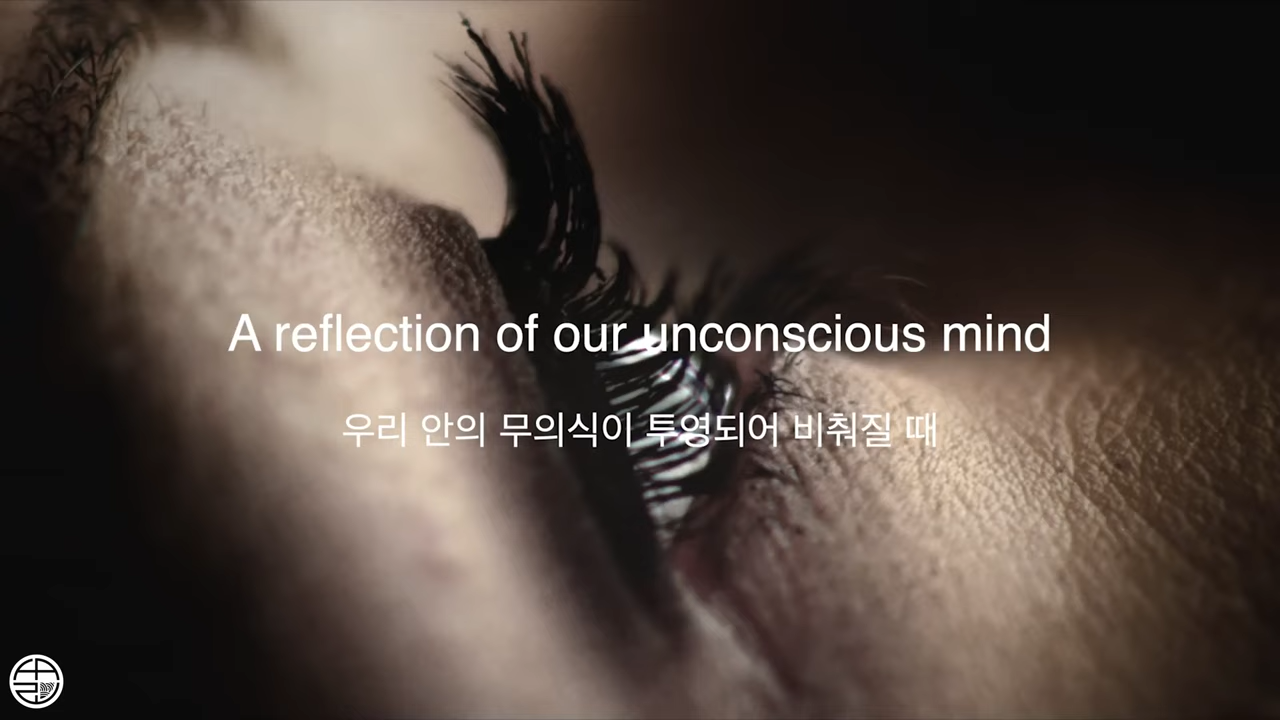 A reflection of our unconscious mind
우리 안의 무의식이 투영되어 비춰질 때